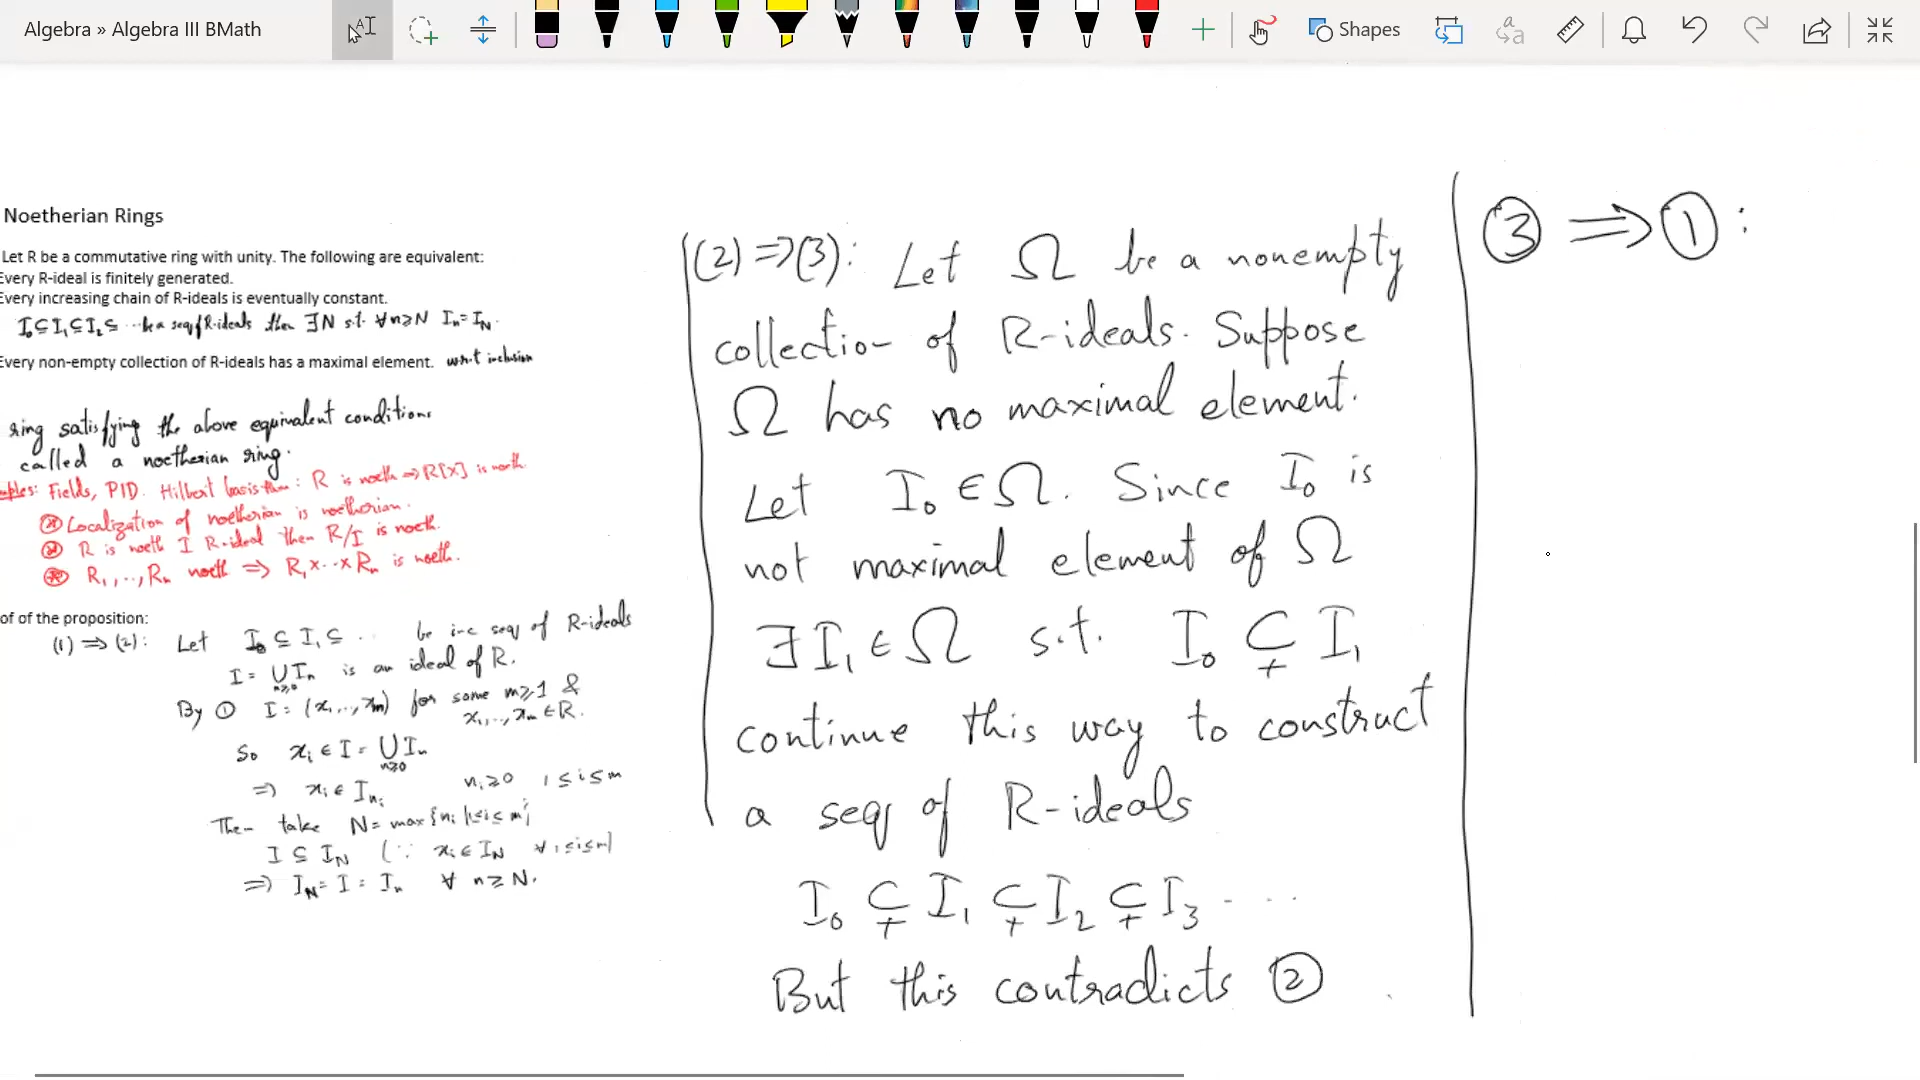 Algebra » Algebra III BMath
Shapes
Noetherian Rings
Let R be a commutative ring with unity. The following are equivalent:
Every R-ideal is finitely generated.
Every increasing chain of R-ideals is eventually constant.
I₀ ⊆ I₁ ⊆ I₂ ⊆ ... be a seq of R-ideals then ∃N s.t. ∀n≥N Iₙ = I_N.
Every non-empty collection of R-ideals has a maximal element. w.r.t inclusion
ring satisfying the above equivalent conditions
called a noetherian ring.
mples: Fields, PID. Hilbert basis thm: R is noeth ⇒ R[X] is noeth.
⊛ Localization of noetherian is noetherian.
⊛ R is noeth I R-ideal then R/I is noeth.
⊛ R₁,..,Rₙ noeth ⇒ R₁×..×Rₙ is noeth.
of of the proposition:
(1) ⇒ (2): Let I₀ ⊆ I₁ ⊆ ... be inc seq of R-ideals
I = ∪_{n≥0} Iₙ is an ideal of R.
By ① I = (x₁,..,xₘ) for some m≥1 &
x₁,..,xₘ ∈ R.
So xᵢ ∈ I = ∪_{n≥0} Iₙ
⇒ xᵢ ∈ I_{nᵢ} nᵢ≥0 1≤i≤m
Then take N = max{nᵢ | 1≤i≤m}
I ⊆ I_N (∵ xᵢ ∈ I_N ∀ 1≤i≤m)
⇒ I_N = I = Iₙ ∀ n ≥ N.
(2) ⇒ (3): Let Ω be a nonempty
collection of R-ideals. Suppose
Ω has no maximal element.
Let I₀ ∈ Ω. Since I₀ is
not maximal element of Ω
∃ I₁ ∈ Ω s.t. I₀ ⊊ I₁
continue this way to construct
a seq of R-ideals
I₀ ⊊ I₁ ⊊ I₂ ⊊ I₃ ....
But this contradicts ②
③ ⇒ ①: